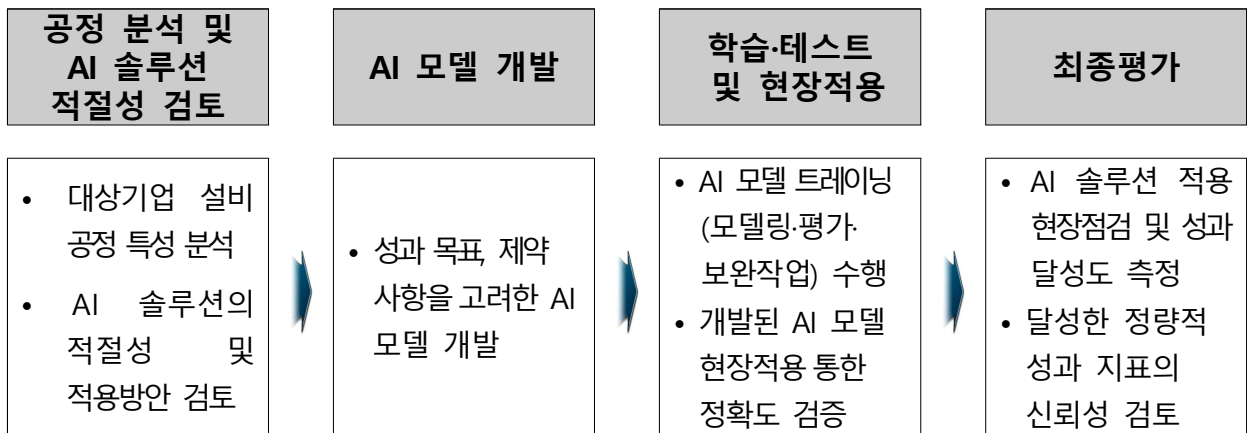 공정 분석 및
AI 솔루션
적절성 검토
AI 모델 개발
학습·테스트
및 현장적용
최종평가
• 대상기업 설비
공정 특성 분석
• AI 솔루션의
적절성 및
적용방안 검토
• 성과 목표, 제약
사항을 고려한 AI
모델 개발
• AI 모델 트레이닝
(모델링·평가·
보완작업) 수행
• 개발된 AI 모델
현장적용 통한
정확도 검증
• AI 솔루션 적용
현장점검 및 성과
달성도 측정
• 달성한 정량적
성과 지표의
신뢰성 검토